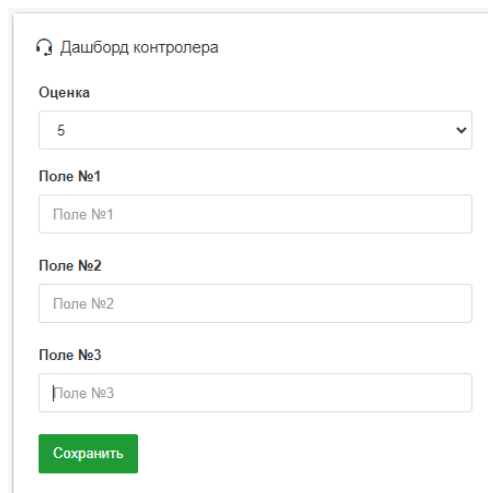 Дашборд контролера
Оценка
5
Поле №1
Поле №1
Поле №2
Поле №2
Поле №3
Поле №3
Сохранить